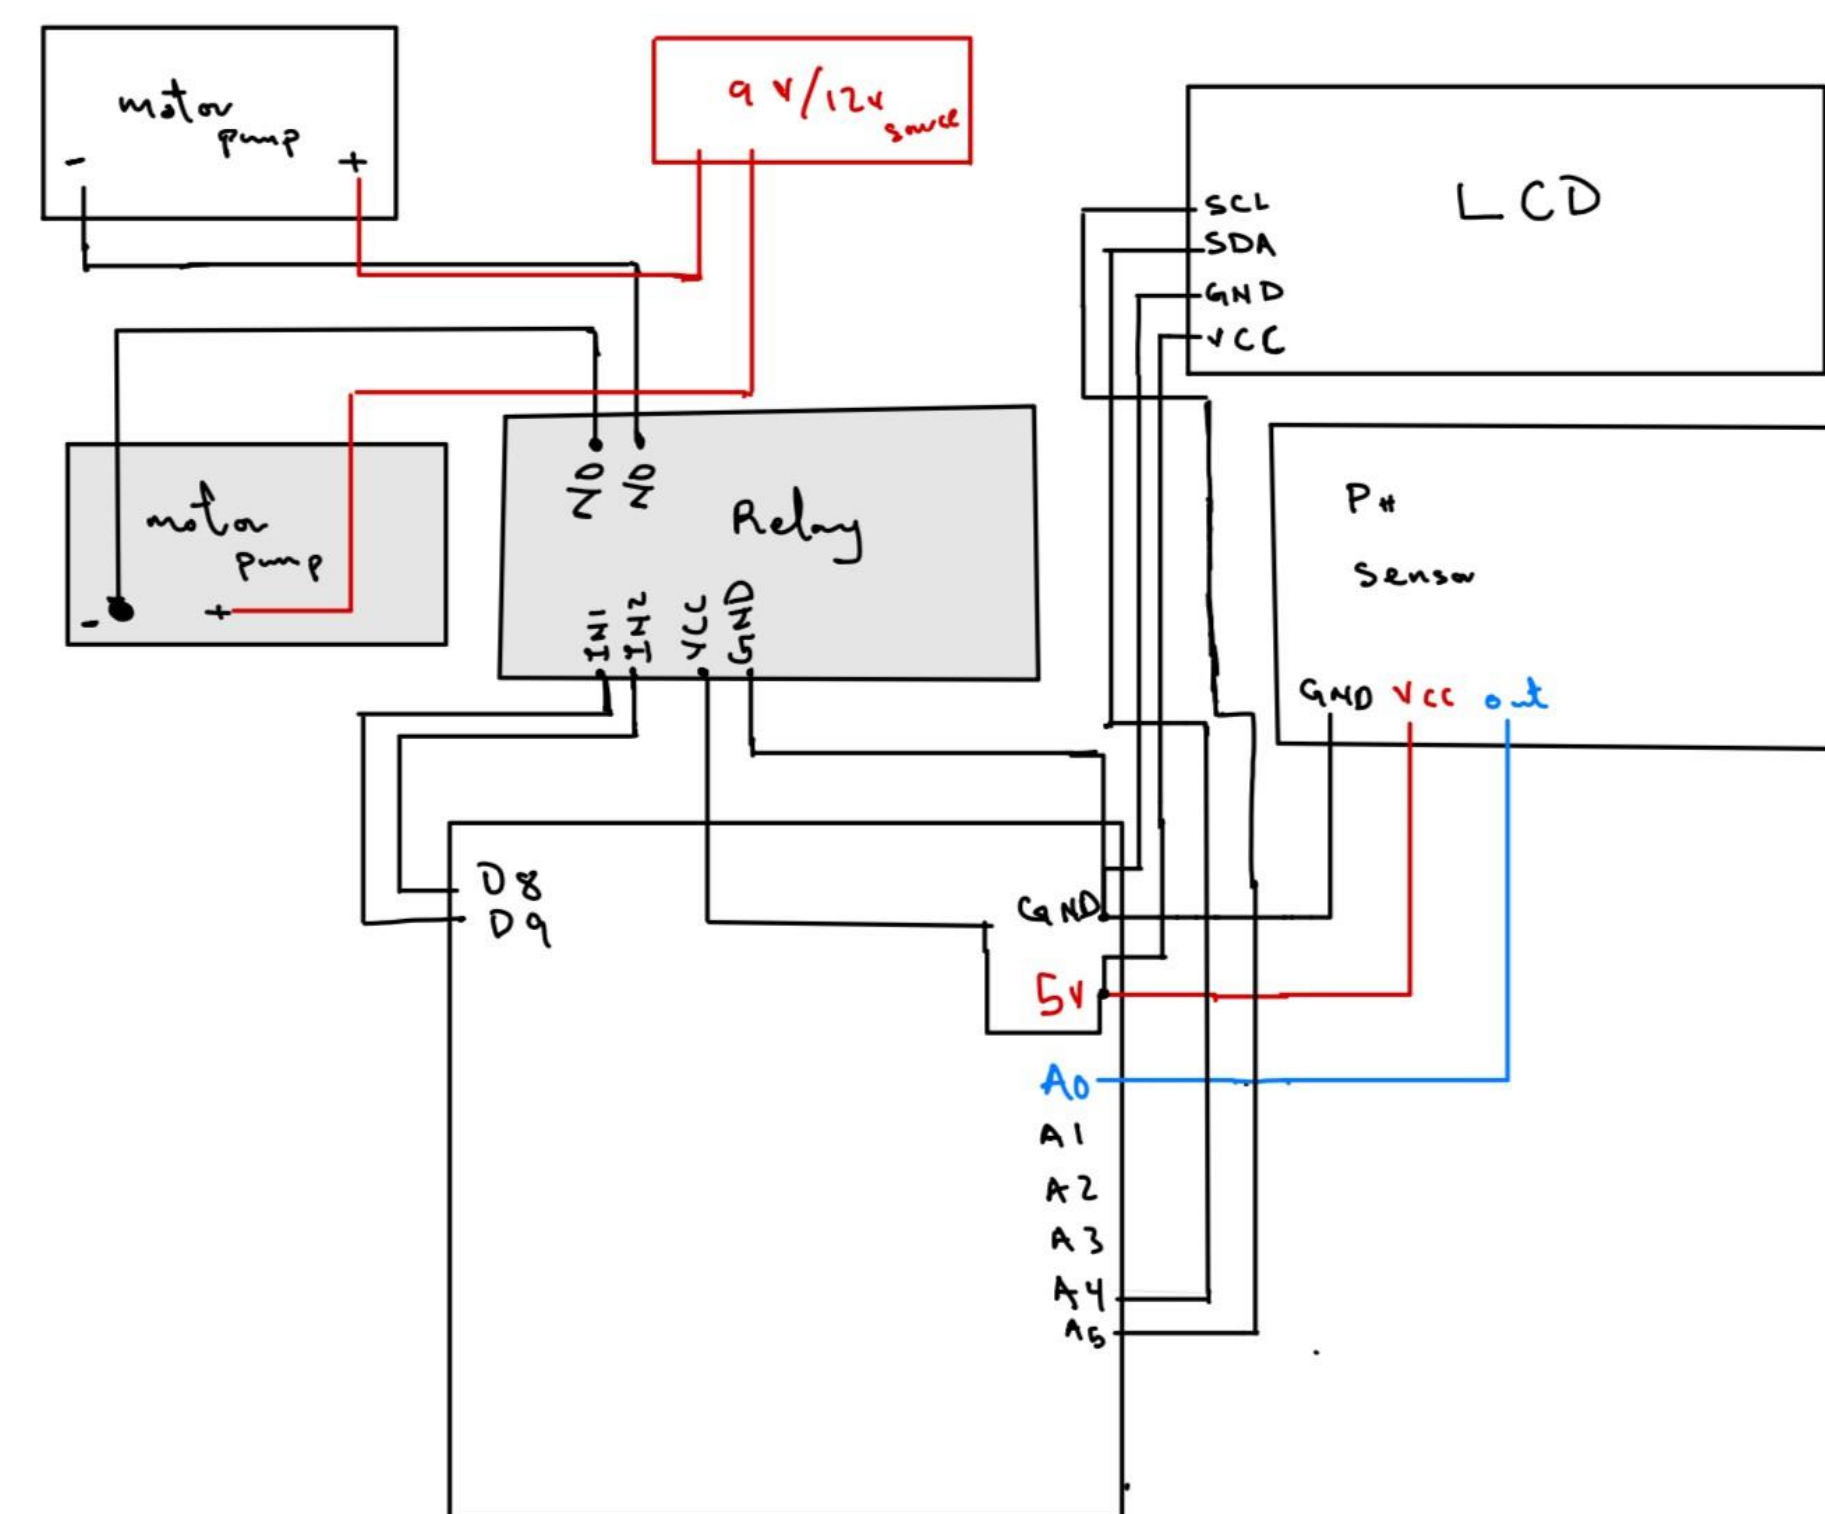 motor
pump
- +
9 V/12v
source
LCD
SCL
SDA
GND
VCC
motor
pump
- +
NO NO
Relay
IN1 IN2 VCC GND
PH
Sensor
GND Vcc out
D8
D9
GND
5V
A0
A1
A2
A3
A4
A5